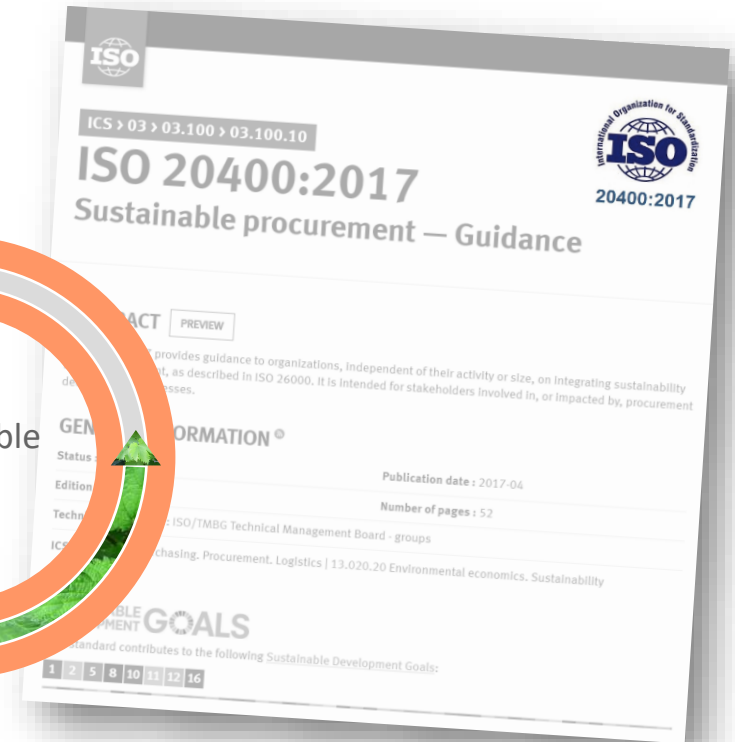 ISO
ICS › 03 › 03.100 › 03.100.10
ISO 20400:2017
Sustainable procurement — Guidance
International Organization for Standardization
ISO
20400:2017
ACT PREVIEW
provides guidance to organizations, independent of their activity or size, on integrating sustainability
, as described in ISO 26000. It is intended for stakeholders involved in, or impacted by, procurement
de esses.
GEN ORMATION
ble
Status :
Publication date : 2017-04
Edition
Number of pages : 52
Techn : ISO/TMBG Technical Management Board - groups
ICS chasing. Procurement. Logistics | 13.020.20 Environmental economics. Sustainability
BLE
PMENT GOALS
standard contributes to the following Sustainable Development Goals:
1 2 5 8 10 11 12 16